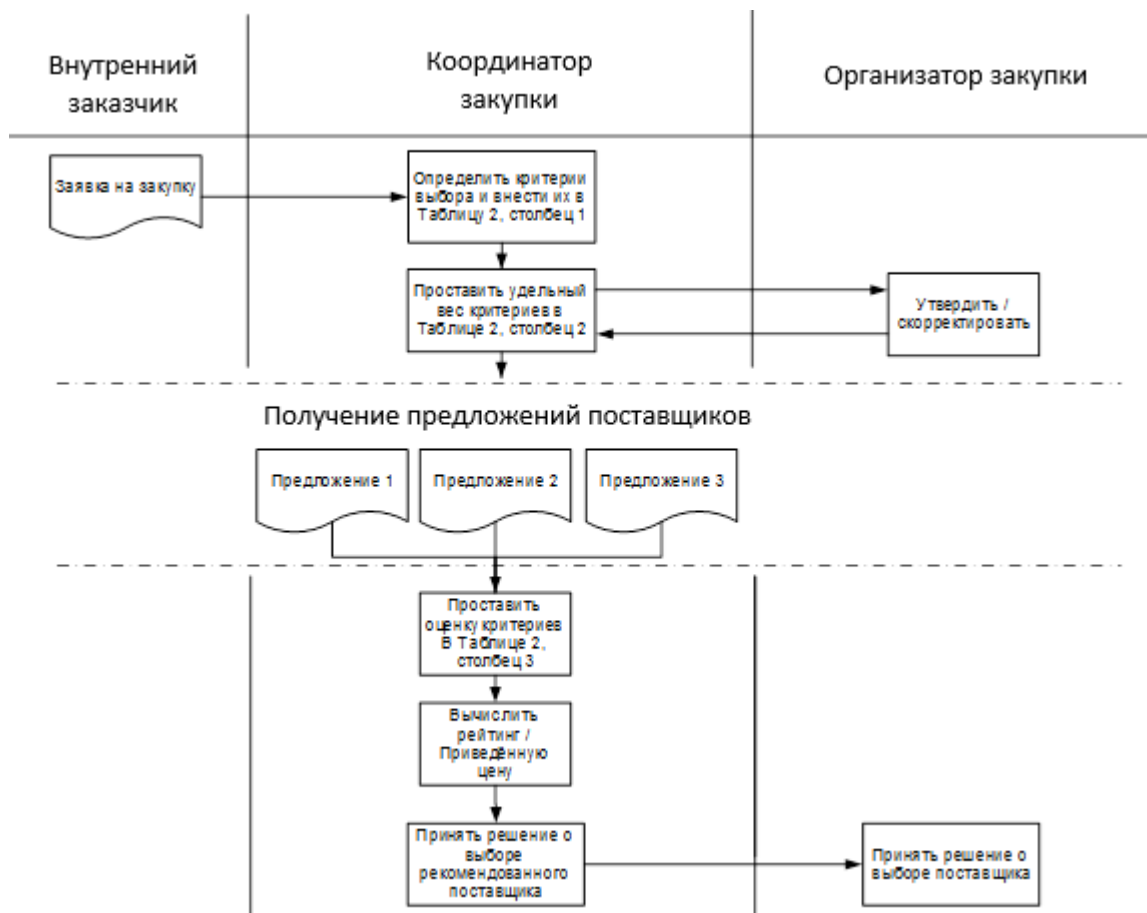 Внутренний
заказчик
Координатор
закупки
Организатор закупки
Заявка на закупку
Определить критерии
выбора и внести их в
Таблицу 2, столбец 1
Проставить удельный
вес критериев в
Таблице 2, столбец 2
Утвердить /
скорректировать
Получение предложений поставщиков
Предложение 1
Предложение 2
Предложение 3
Проставить
оценку критериев
В Таблице 2,
столбец 3
Вычислить
рейтинг /
Приведённую
цену
Принять решение о
выборе
рекомендованного
поставщика
Принять решение о
выборе поставщика